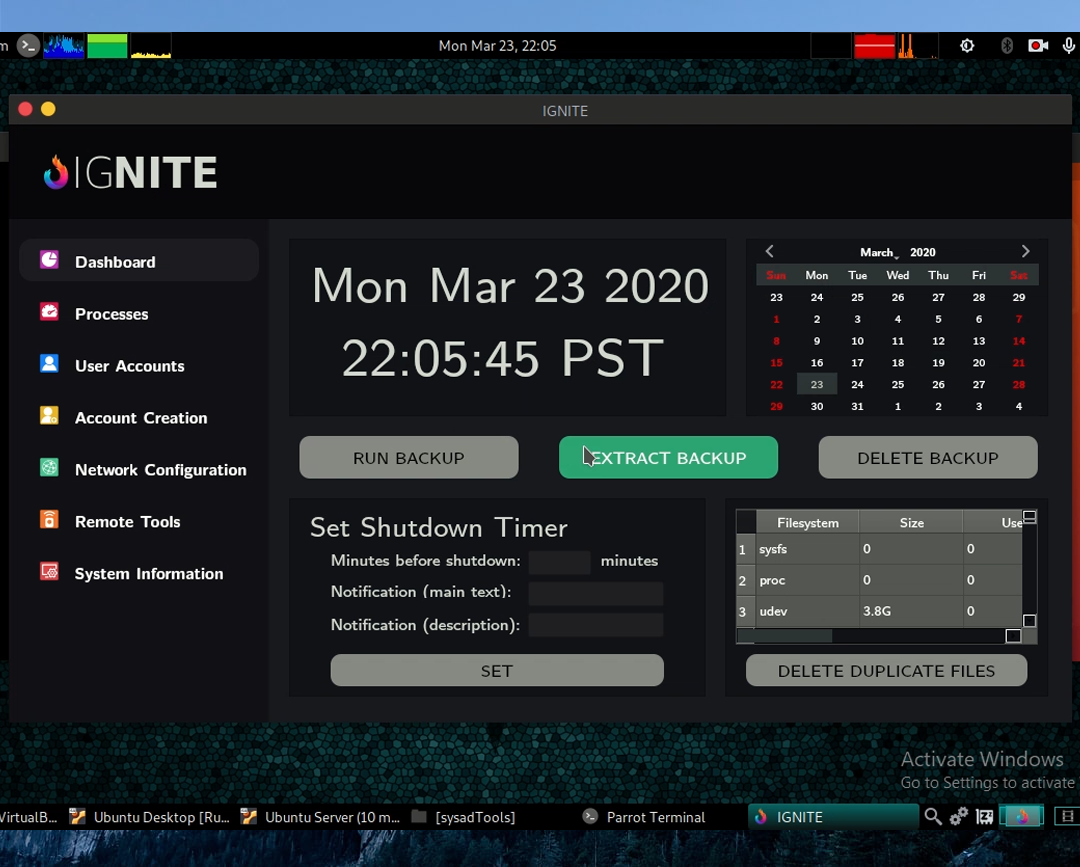 m
Mon Mar 23, 22:05
IGNITE
IGNITE
Dashboard
Processes
User Accounts
Account Creation
Network Configuration
Remote Tools
System Information
Mon Mar 23 2020
22:05:45 PST
March 2020
Sun Mon Tue Wed Thu Fri Sat
23 24 25 26 27 28 29
1 2 3 4 5 6 7
8 9 10 11 12 13 14
15 16 17 18 19 20 21
22 23 24 25 26 27 28
29 30 31 1 2 3 4
RUN BACKUP
EXTRACT BACKUP
DELETE BACKUP
Set Shutdown Timer
Minutes before shutdown: minutes
Notification (main text):
Notification (description):
SET
Filesystem Size Use
1 sysfs 0 0
2 proc 0 0
3 udev 3.8G 0
DELETE DUPLICATE FILES
Activate Windows
Go to Settings to activate
VirtualB... Ubuntu Desktop [Ru... Ubuntu Server (10 m... [sysadTools] Parrot Terminal IGNITE